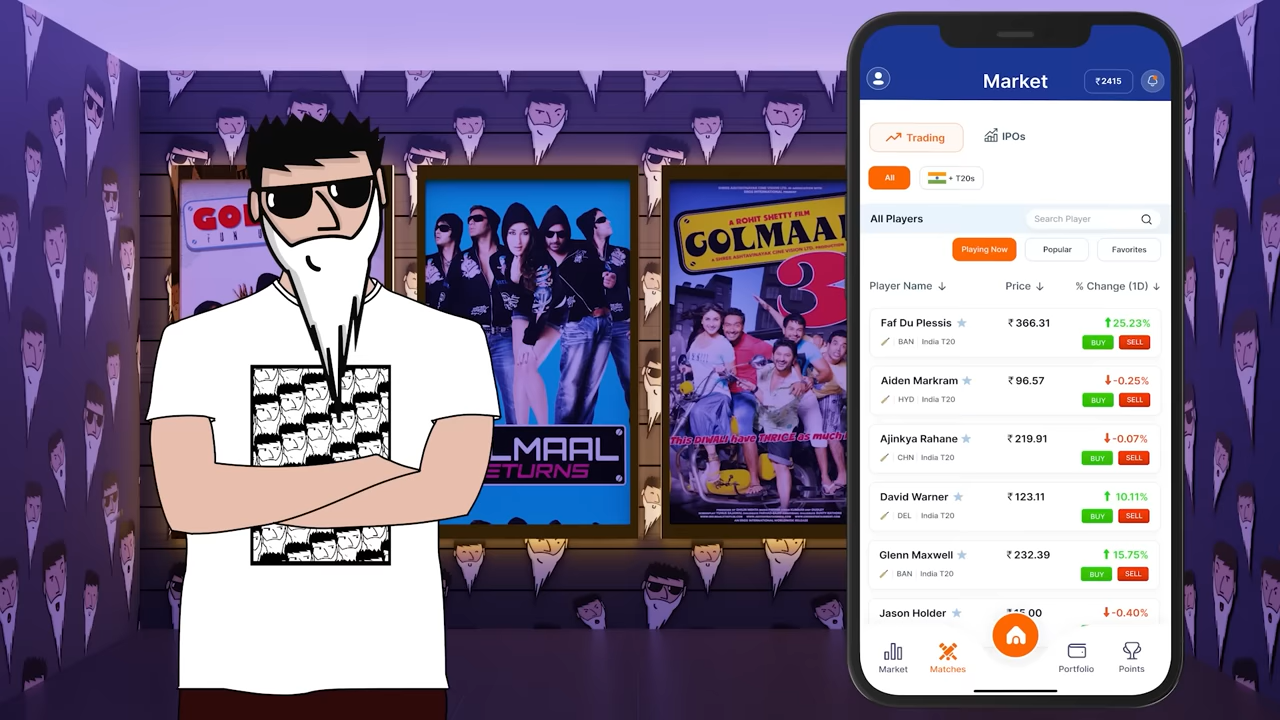 GOL
FUN U
LMAAL
ETURNS
A ROHIT SHETTY FILM
GOLMAAL
3
THIS DIWALI have THRICE as much
Market
₹2415
Trading
IPOs
All
+ T20s
All Players
Search Player
Playing Now
Popular
Favorites
Player Name ↓ Price ↓ % Change (1D) ↓
Faf Du Plessis ₹366.31 25.23%
BAN India T20 BUY SELL
Aiden Markram ₹96.57 -0.25%
HYD India T20 BUY SELL
Ajinkya Rahane ₹219.91 -0.07%
CHN India T20 BUY SELL
David Warner ₹123.11 10.11%
DEL India T20 BUY SELL
Glenn Maxwell ₹232.39 15.75%
BAN India T20 BUY SELL
Jason Holder ₹15.00 -0.40%
Market Matches Portfolio Points